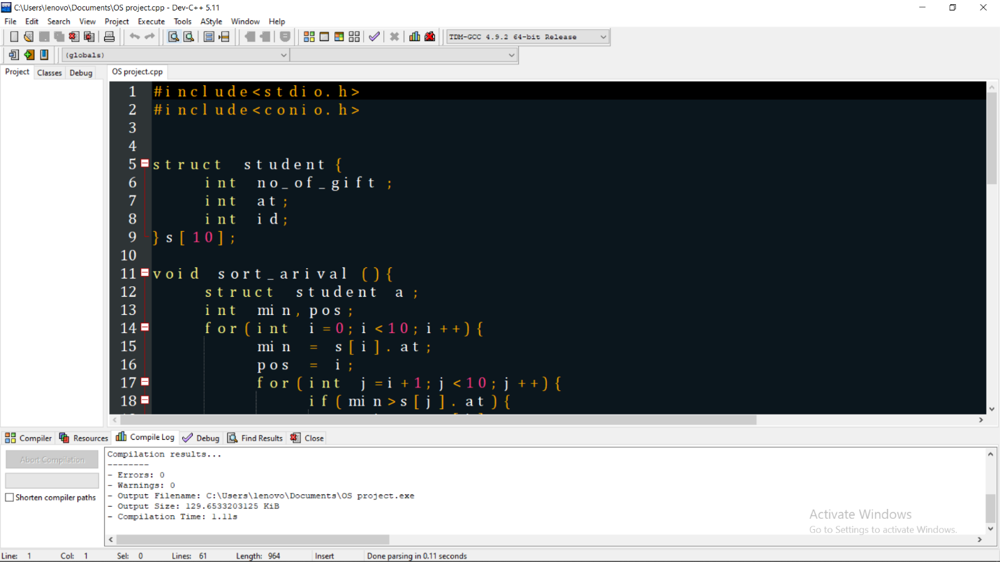 C:\Users\lenovo\Documents\OS project.cpp - Dev-C++ 5.11
File Edit Search View Project Execute Tools AStyle Window Help
TDM-GCC 4.9.2 64-bit Release
(globals)
Project Classes Debug OS project.cpp
1 #include<stdio.h>
2 #include<conio.h>
3
4
5 struct student {
6 int no_of_gift ;
7 int at;
8 int id;
9 }s[10];
10
11 void sort_arival (){
12 struct student a ;
13 int min,pos;
14 for(int i=0;i<10;i++){
15 min = s[i].at;
16 pos = i;
17 for(int j=i+1;j<10;j++){
18 if(min>s[j].at){
Compiler Resources Compile Log Debug Find Results Close
Abort Compilation
Shorten compiler paths
Compilation results...
--------
- Errors: 0
- Warnings: 0
- Output Filename: C:\Users\lenovo\Documents\OS project.exe
- Output Size: 129.6533203125 KiB
- Compilation Time: 1.11s
Activate Windows
Go to Settings to activate Windows.
Line: 1 Col: 1 Sel: 0 Lines: 61 Length: 964 Insert Done parsing in 0.11 seconds